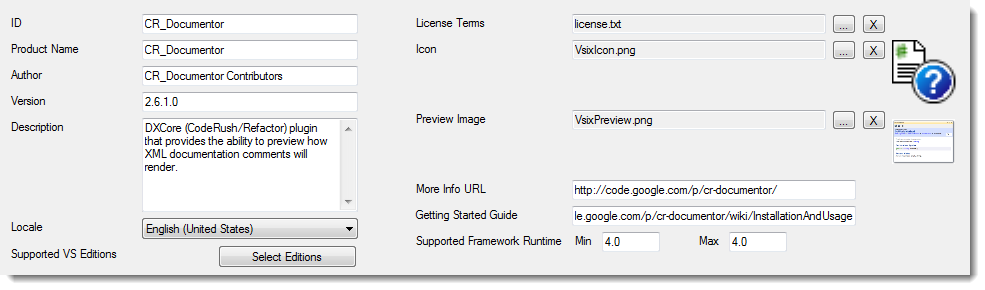 ID CR_Documentor
Product Name CR_Documentor
Author CR_Documentor Contributors
Version 2.6.1.0
Description DXCore (CodeRush/Refactor) plugin
that provides the ability to preview how
XML documentation comments will
render.
Locale English (United States)
Supported VS Editions Select Editions
License Terms license.txt ... X
Icon VsixIcon.png ... X
Preview Image VsixPreview.png ... X
More Info URL http://code.google.com/p/cr-documentor/
Getting Started Guide le.google.com/p/cr-documentor/wiki/InstallationAndUsage
Supported Framework Runtime Min 4.0 Max 4.0